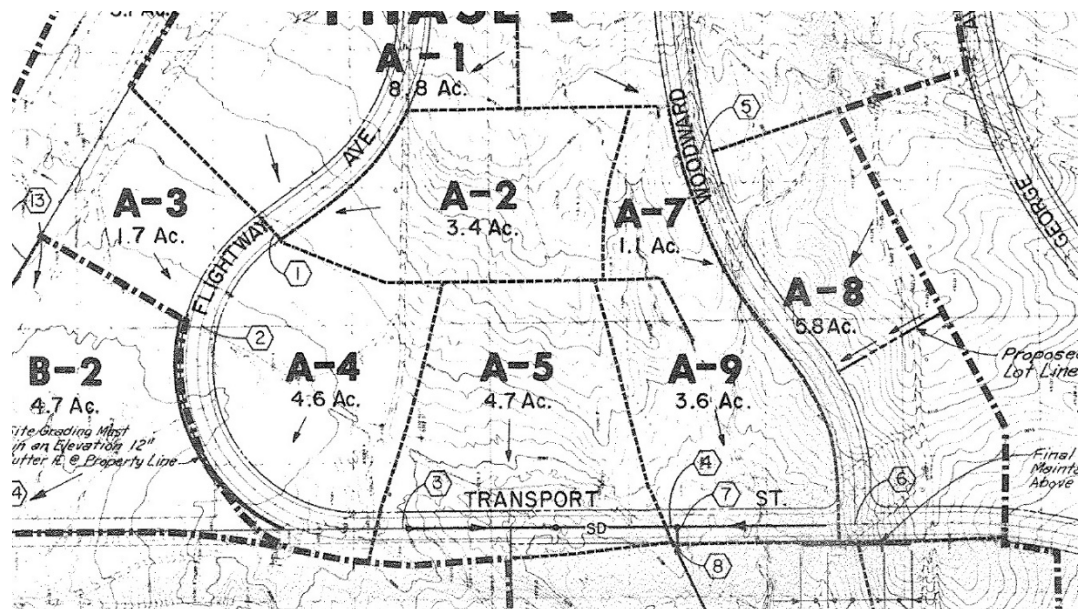 PHASE 1
A-1
8.8 Ac.
A-3
1.7 Ac.
FLIGHTWAY
AVE
A-2
3.4 Ac.
A-7
1.1 Ac.
WOODWARD
GEORGE
A-8
5.8 Ac.
Proposed
Lot Line
B-2
4.7 Ac.
A-4
4.6 Ac.
A-5
4.7 Ac.
A-9
3.6 Ac.
Site Grading Must
in an Elevation 12"
utter ℄ @ Property Line
Final
Above
TRANSPORT
ST.
SD
13
1
2
3
4
5
6
7
8